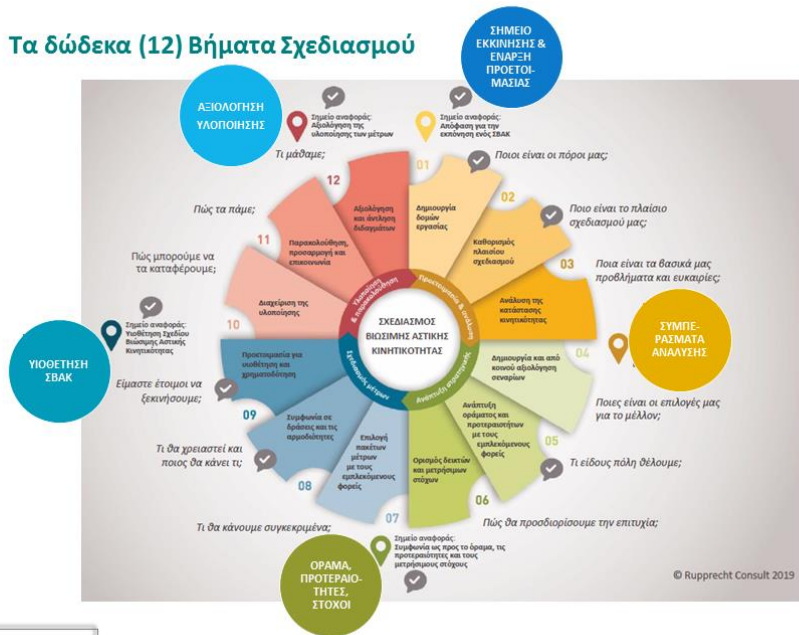 Τα δώδεκα (12) Βήματα Σχεδιασμού
ΣΗΜΕΙΟ
ΕΚΚΙΝΗΣΗΣ &
ΕΝΑΡΞΗ
ΠΡΟΕΤΟΙ-
ΜΑΣΙΑΣ
ΑΞΙΟΛΟΓΗΣΗ
ΥΛΟΠΟΙΗΣΗΣ
Σημείο αναφοράς:
Αξιολόγηση της
υλοποίησης των μέτρων
Σημείο αναφοράς:
Απόφαση για την
εκπόνηση ενός ΣΒΑΚ
Τι μάθαμε;
Ποιοι είναι οι πόροι μας;
12
Αξιολόγηση
και άντληση
διδαγμάτων
01
Δημιουργία
δομών
εργασίας
Πώς τα πάμε;
02
Καθορισμός
πλαισίου
σχεδιασμού
Ποιο είναι το πλαίσιο
σχεδιασμού μας;
11
Παρακολούθηση,
προσαρμογή και
επικοινωνία
03
Ανάλυση της
κατάστασης
κινητικότητας
Ποια είναι τα βασικά μας
προβλήματα και ευκαιρίες;
Πώς μπορούμε να
τα καταφέρουμε;
10
Διαχείριση της
υλοποίησης
Υλοποίηση
& παρακολούθηση
Προετοιμασία & ανάλυση
ΣΧΕΔΙΑΣΜΟΣ
ΒΙΩΣΙΜΗΣ ΑΣΤΙΚΗΣ
ΚΙΝΗΤΙΚΟΤΗΤΑΣ
Σχεδιασμός μέτρων
Ανάπτυξη στρατηγικής
Σημείο αναφοράς:
Υιοθέτηση Σχεδίου
Βιώσιμης Αστικής
Κινητικότητας
ΥΙΟΘΕΤΗΣΗ
ΣΒΑΚ
ΣΥΜΠΕ-
ΡΑΣΜΑΤΑ
ΑΝΑΛΥΣΗΣ
04
Δημιουργία και από
κοινού αξιολόγηση
σεναρίων
Ποιες είναι οι επιλογές μας
για το μέλλον;
Προετοιμασία για
υιοθέτηση και
χρηματοδότηση
09
Είμαστε έτοιμοι να
ξεκινήσουμε;
05
Ανάπτυξη
οράματος και
προτεραιοτήτων
με τους
εμπλεκόμενους
φορείς
Τι είδους πόλη θέλουμε;
Συμφωνία σε
δράσεις και τις
αρμοδιότητες
08
Τι θα χρειαστεί και
ποιος θα κάνει τι;
06
Ορισμός δεικτών
και μετρήσιμων
στόχων
Πώς θα προσδιορίσουμε την επιτυχία;
Επιλογή
πακέτων
μέτρων
με τους
εμπλεκόμενους
φορείς
07
Τι θα κάνουμε συγκεκριμένα;
Σημείο αναφοράς:
Συμφωνία ως προς το όραμα, τις
προτεραιότητες και τους
μετρήσιμους στόχους
ΟΡΑΜΑ,
ΠΡΟΤΕΡΑΙΟ-
ΤΗΤΕΣ,
ΣΤΟΧΟΙ
© Rupprecht Consult 2019